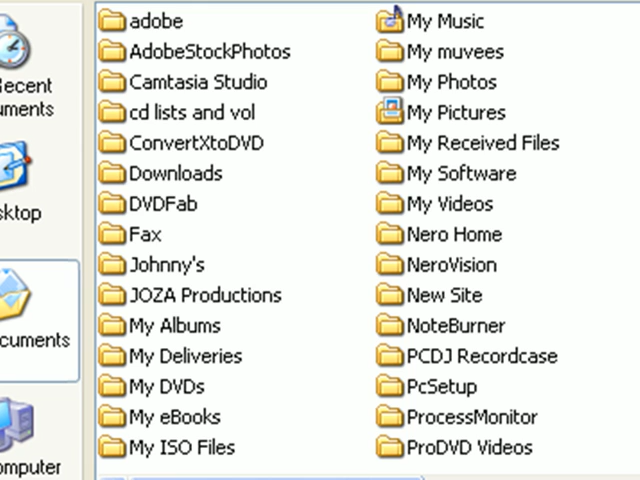 ecent
uments
sktop
cuments
omputer
adobe
AdobeStockPhotos
Camtasia Studio
cd lists and vol
ConvertXtoDVD
Downloads
DVDFab
Fax
Johnny's
JOZA Productions
My Albums
My Deliveries
My DVDs
My eBooks
My ISO Files
My Music
My muvees
My Photos
My Pictures
My Received Files
My Software
My Videos
Nero Home
NeroVision
New Site
NoteBurner
PCDJ Recordcase
PcSetup
ProcessMonitor
ProDVD Videos